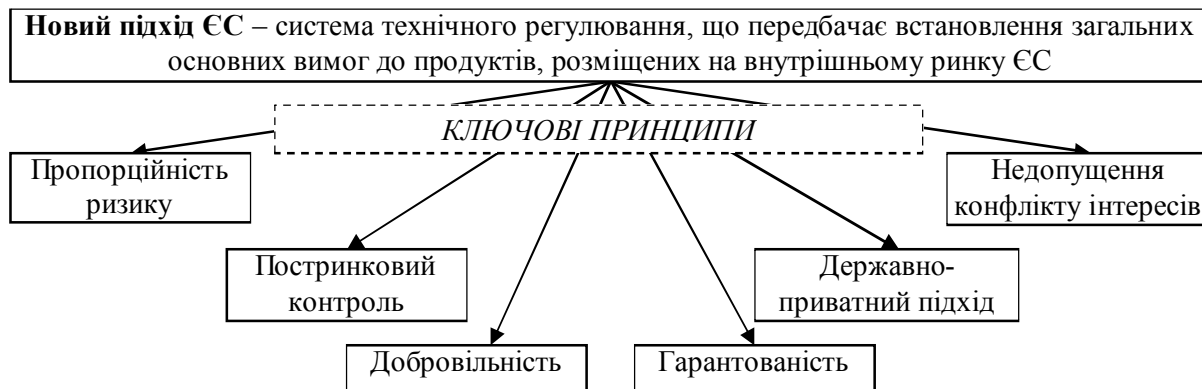 Новий підхід ЄС – система технічного регулювання, що передбачає встановлення загальних
основних вимог до продуктів, розміщених на внутрішньому ринку ЄС
КЛЮЧОВІ ПРИНЦИПИ
Пропорційність
ризику
Недопущення
конфлікту інтересів
Постринковий
контроль
Державно-
приватний підхід
Добровільність
Гарантованість